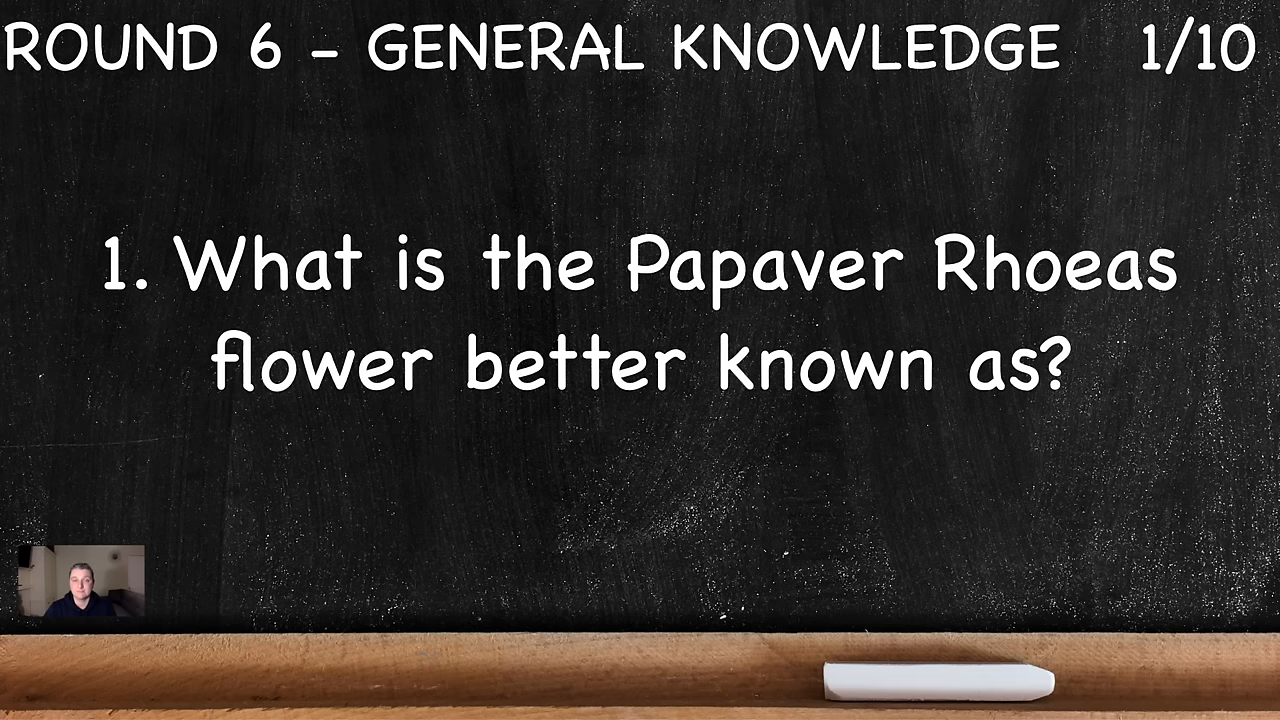 ROUND 6 - GENERAL KNOWLEDGE 1/10
1. What is the Papaver Rhoeas
flower better known as?